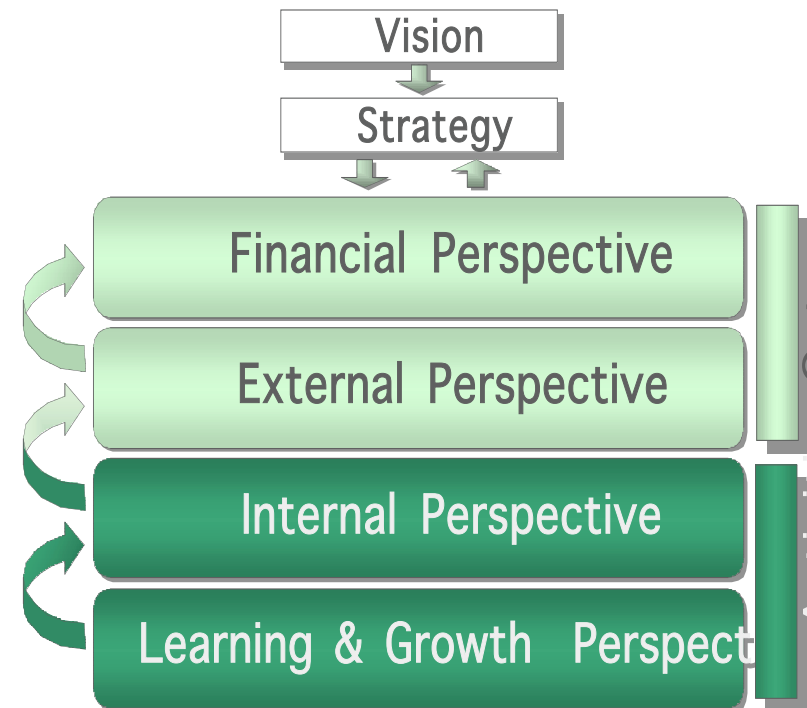 Vision
Strategy
Financial Perspective
External Perspective
Internal Perspective
Learning & Growth Perspect